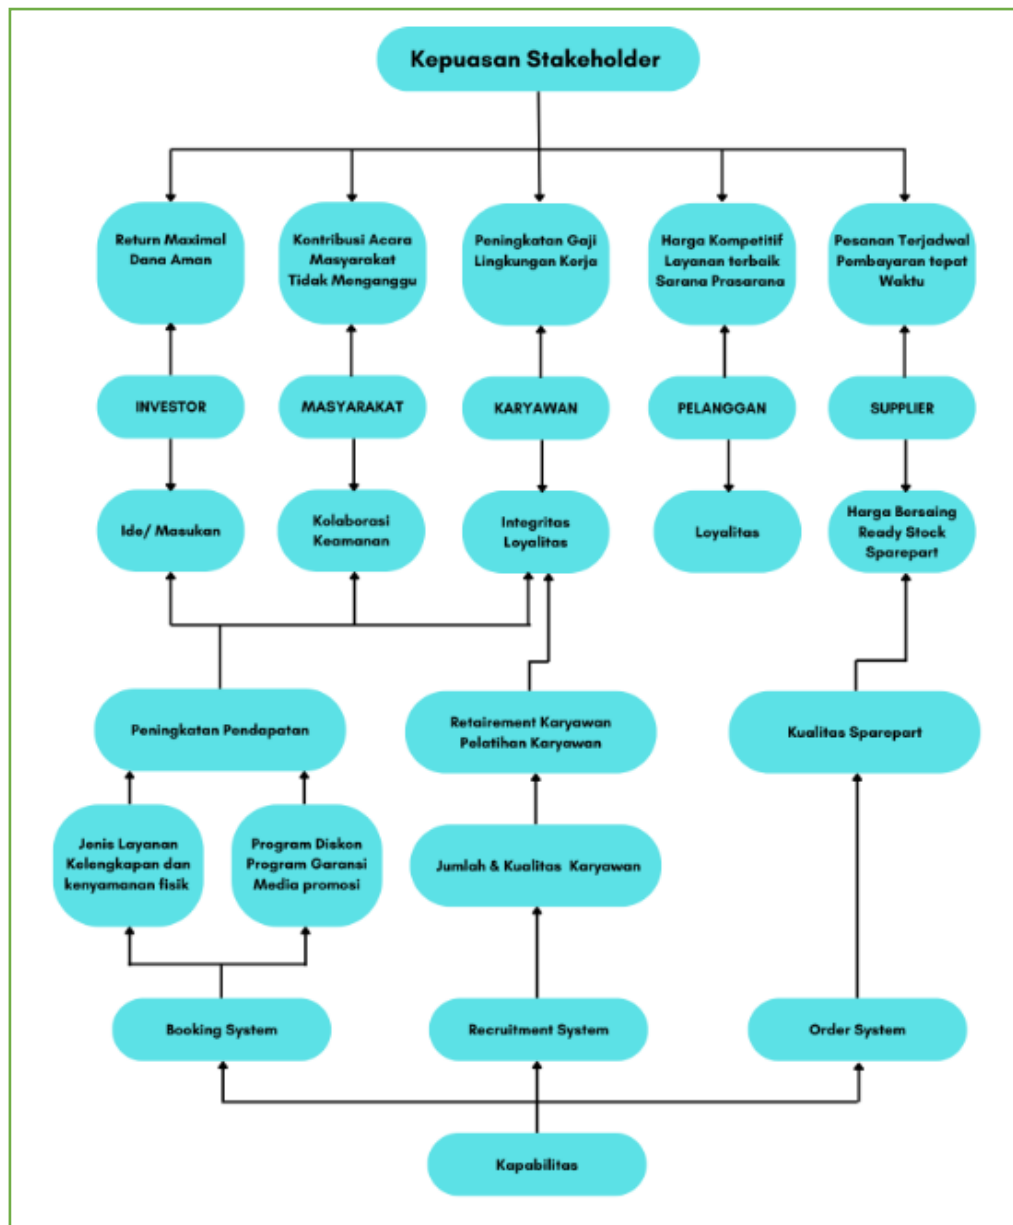 Kepuasan Stakeholder
Return Maximal
Dana Aman
Kontribusi Acara
Masyarakat
Tidak Menganggu
Peningkatan Gaji
Lingkungan Kerja
Harga Kompetitif
Layanan terbaik
Sarana Prasarana
Pesanan Terjadwal
Pembayaran tepat
Waktu
INVESTOR
MASYARAKAT
KARYAWAN
PELANGGAN
SUPPLIER
Ide/ Masukan
Kolaborasi
Keamanan
Integritas
Loyalitas
Loyalitas
Harga Bersaing
Ready Stock
Sparepart
Peningkatan Pendapatan
Retairement Karyawan
Pelatihan Karyawan
Kualitas Sparepart
Jenis Layanan
Kelengkapan dan
kenyamanan fisik
Program Diskon
Program Garansi
Media promosi
Jumlah & Kualitas Karyawan
Booking System
Recruitment System
Order System
Kapabilitas